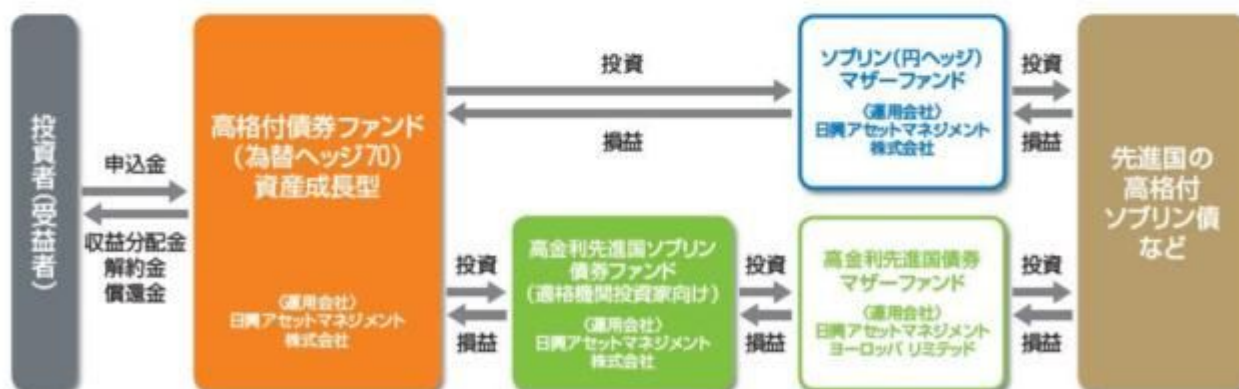 投資者(受益者)
申込金
収益分配金
解約金
償還金
高格付債券ファンド
(為替ヘッジ70)
資産成長型
〈運用会社〉
日興アセットマネジメント
株式会社
投資
損益
ソブリン(円ヘッジ)
マザーファンド
〈運用会社〉
日興アセットマネジメント
株式会社
投資
損益
投資
損益
高金利先進国ソブリン
債券ファンド
(適格機関投資家向け)
〈運用会社〉
日興アセットマネジメント
株式会社
投資
損益
高金利先進国債券
マザーファンド
〈運用会社〉
日興アセットマネジメント
ヨーロッパ リミテッド
投資
損益
先進国の
高格付
ソブリン債
など